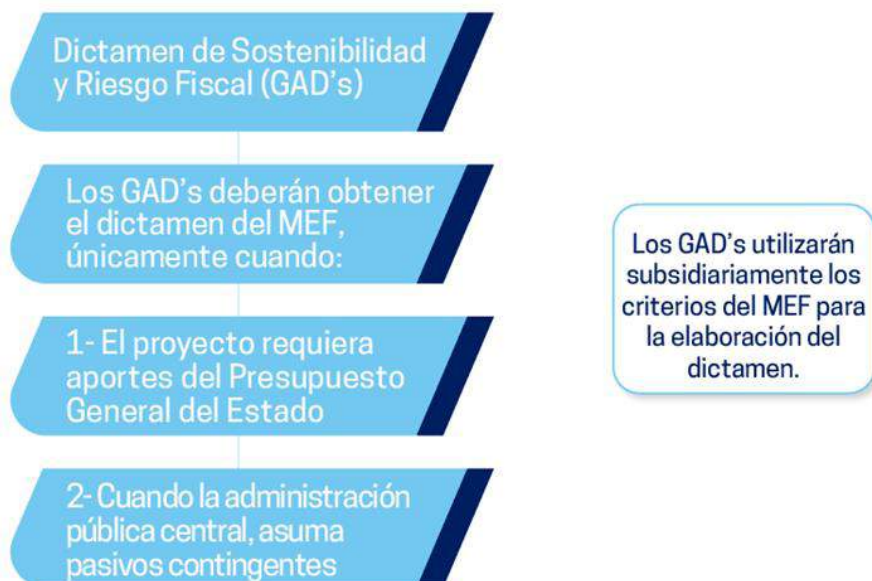 Dictamen de Sostenibilidad
y Riesgo Fiscal (GAD's)
Los GAD's deberán obtener
el dictamen del MEF,
únicamente cuando:
1- El proyecto requiera
aportes del Presupuesto
General del Estado
2- Cuando la administración
pública central, asuma
pasivos contingentes
Los GAD's utilizarán
subsidiariamente los
criterios del MEF para
la elaboración del
dictamen.